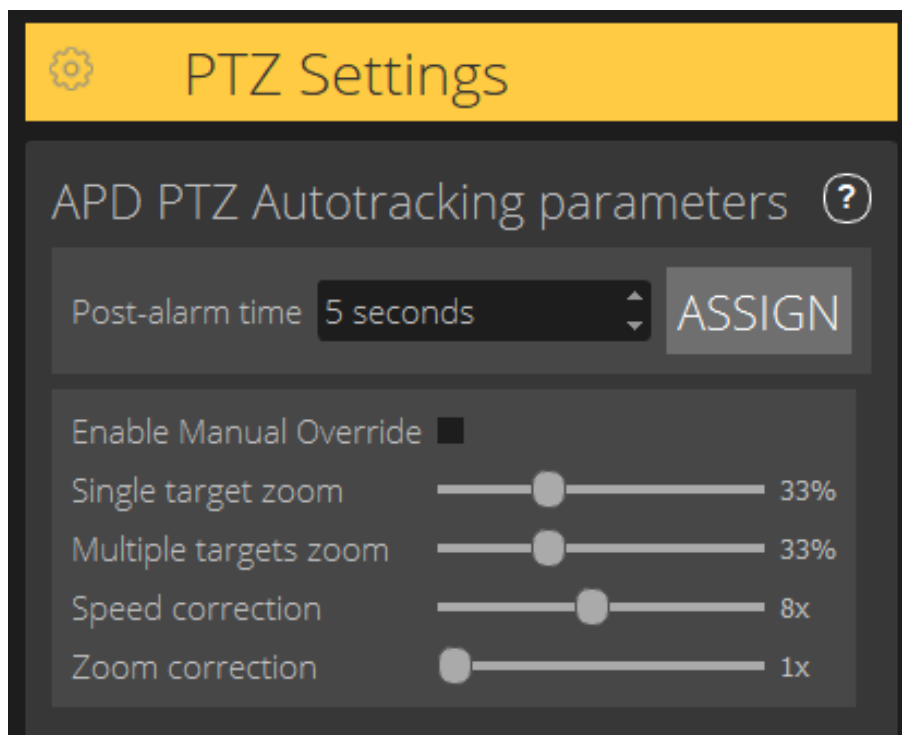 PTZ Settings
APD PTZ Autotracking parameters ?
Post-alarm time 5 seconds ASSIGN
Enable Manual Override
Single target zoom 33%
Multiple targets zoom 33%
Speed correction 8x
Zoom correction 1x